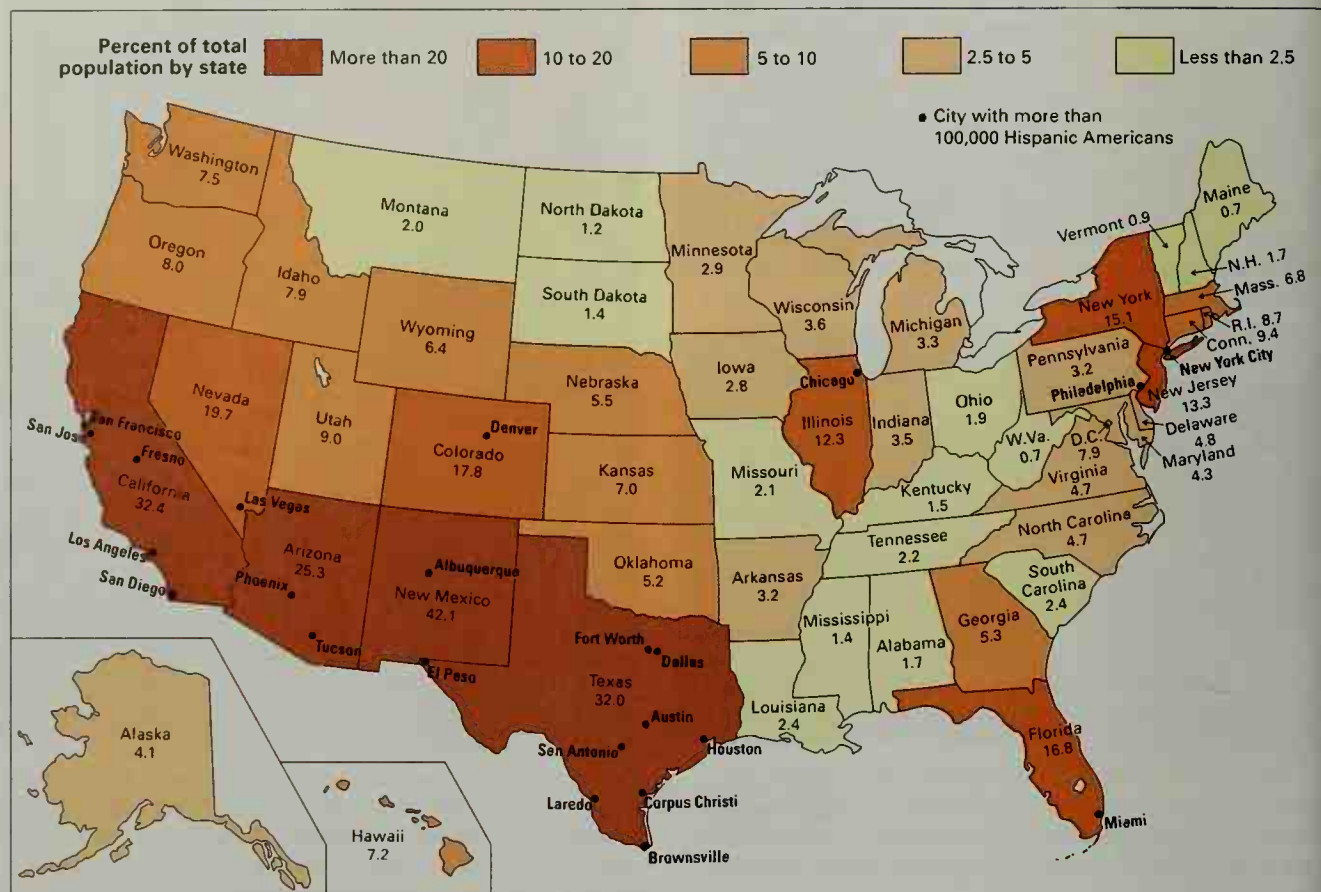 Percent of total
population by state
More than 20
10 to 20
5 to 10
2.5 to 5
Less than 2.5
City with more than
100,000 Hispanic Americans
Washington
7.5
Oregon
8.0
Idaho
7.9
Montana
2.0
North Dakota
1.2
South Dakota
1.4
Minnesota
2.9
Wisconsin
3.6
Michigan
3.3
Wyoming
6.4
Nebraska
5.5
Iowa
2.8
Nevada
19.7
Utah
9.0
Colorado
17.8
Denver
Kansas
7.0
Missouri
2.1
Illinois
12.3
Chicago
Indiana
3.5
Ohio
1.9
W.Va.
0.7
Kentucky
1.5
Tennessee
2.2
Vermont 0.9
Maine
0.7
N.H. 1.7
Mass. 6.8
R.I. 8.7
Conn. 9.4
New York
15.1
New York City
Pennsylvania
3.2
Philadelphia
New Jersey
13.3
Delaware
4.8
Maryland
4.3
D.C.
7.9
Virginia
4.7
North Carolina
4.7
South
Carolina
2.4
Georgia
5.3
Florida
16.8
Miami
San Francisco
San Jos
Fresno
California
32.4
Las Vegas
Los Angeles
San Diego
Arizona
25.3
Phoenix
Tucson
Albuquerque
New Mexico
42.1
El Paso
Oklahoma
5.2
Arkansas
3.2
Mississippi
1.4
Alabama
1.7
Louisiana
2.4
Fort Worth
Dallas
Texas
32.0
Austin
San Antonio
Houston
Laredo
Corpus Christi
Brownsville
Alaska
4.1
Hawaii
7.2